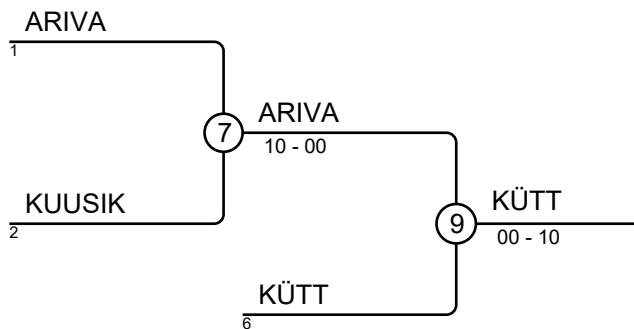 ARIVA
1
7
ARIVA
10 - 00
KUUSIK
2
9
KÜTT
00 - 10
KÜTT
6